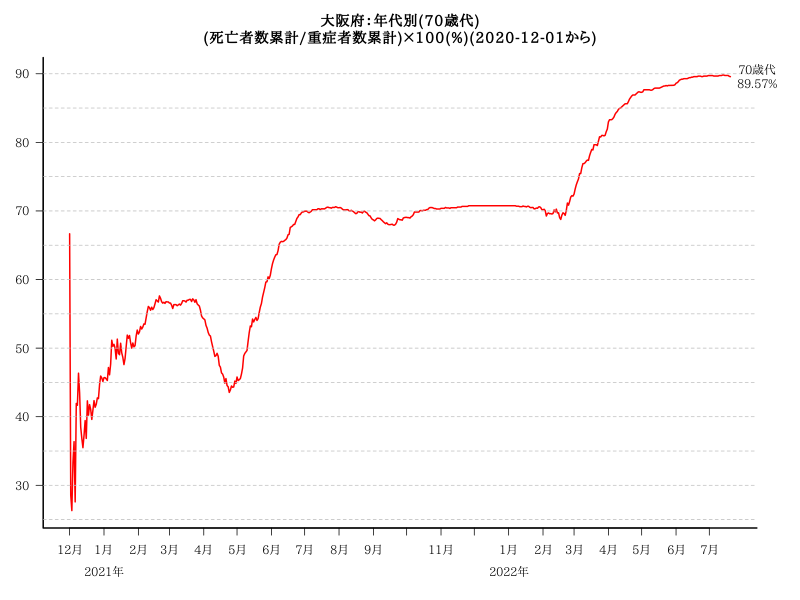 大阪府：年代別(70歳代)
(死亡者数累計/重症者数累計)×100(%)(2020-12-01から)
90
80
70
60
50
40
30
70歳代
89.57%
12月 1月 2月 3月 4月 5月 6月 7月 8月 9月 11月 1月 2月 3月 4月 5月 6月 7月
2021年 2022年